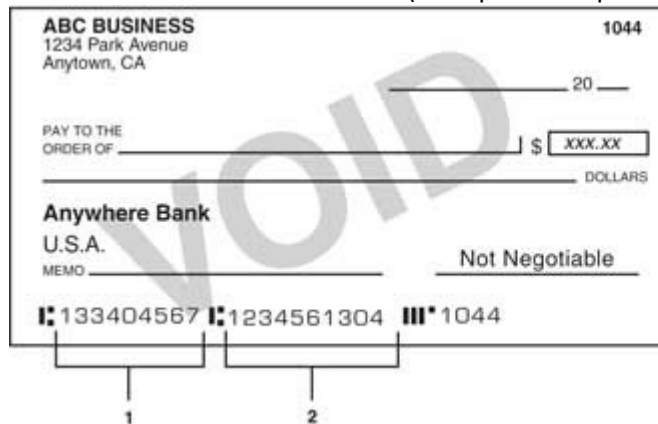 ABC BUSINESS 1044
1234 Park Avenue
Anytown, CA
20
PAY TO THE
ORDER OF $ XXX.XX
DOLLARS
VOID
Anywhere Bank
U.S.A.
MEMO Not Negotiable
⑆133404567⑆1234561304⑈1044
1 2